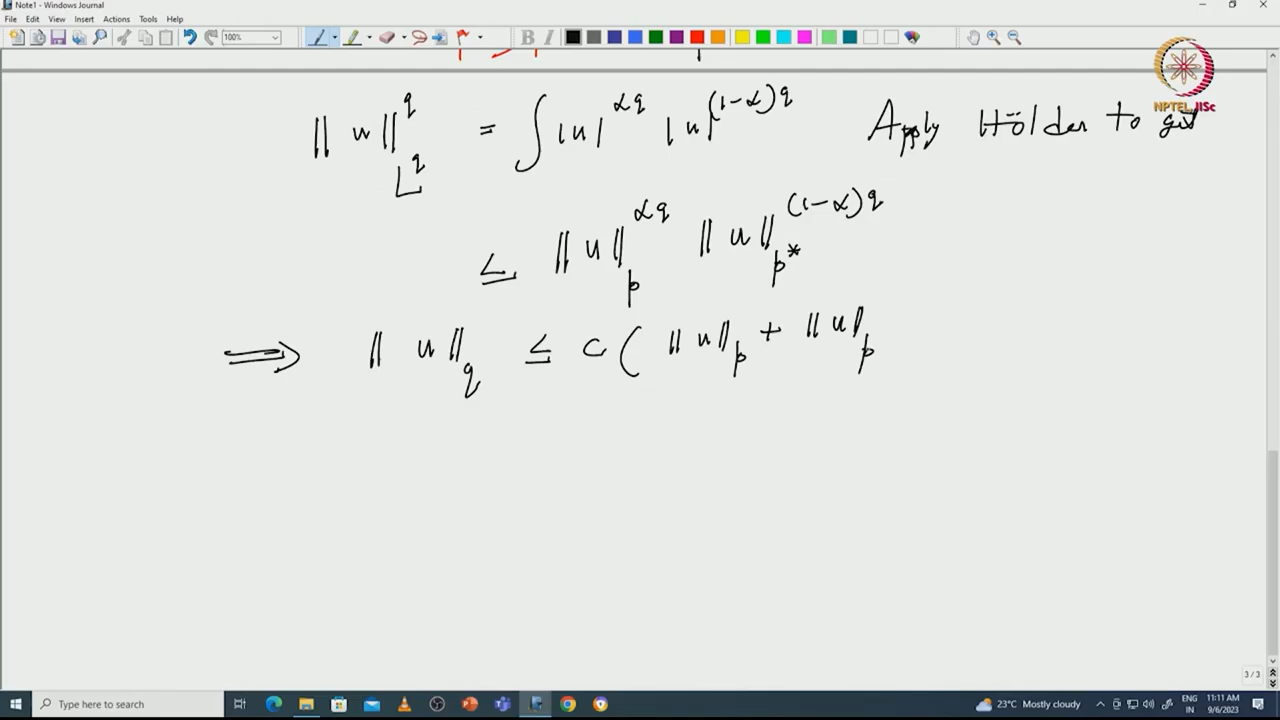 Note1 - Windows Journal
File Edit View Insert Actions Tools Help
100%
B I
NPTEL, IISc
‖u‖_{L^q}^q = ∫|u|^{αq} |u|^{(1-α)q} Apply Hölder to get
≤ ‖u‖_p^{αq} ‖u‖_{p*}^{(1-α)q}
⟹ ‖u‖_q ≤ C(‖u‖_p + ‖u‖_p
3/3
Type here to search
23°C Mostly cloudy
ENG
IN
11:11 AM
9/6/2023